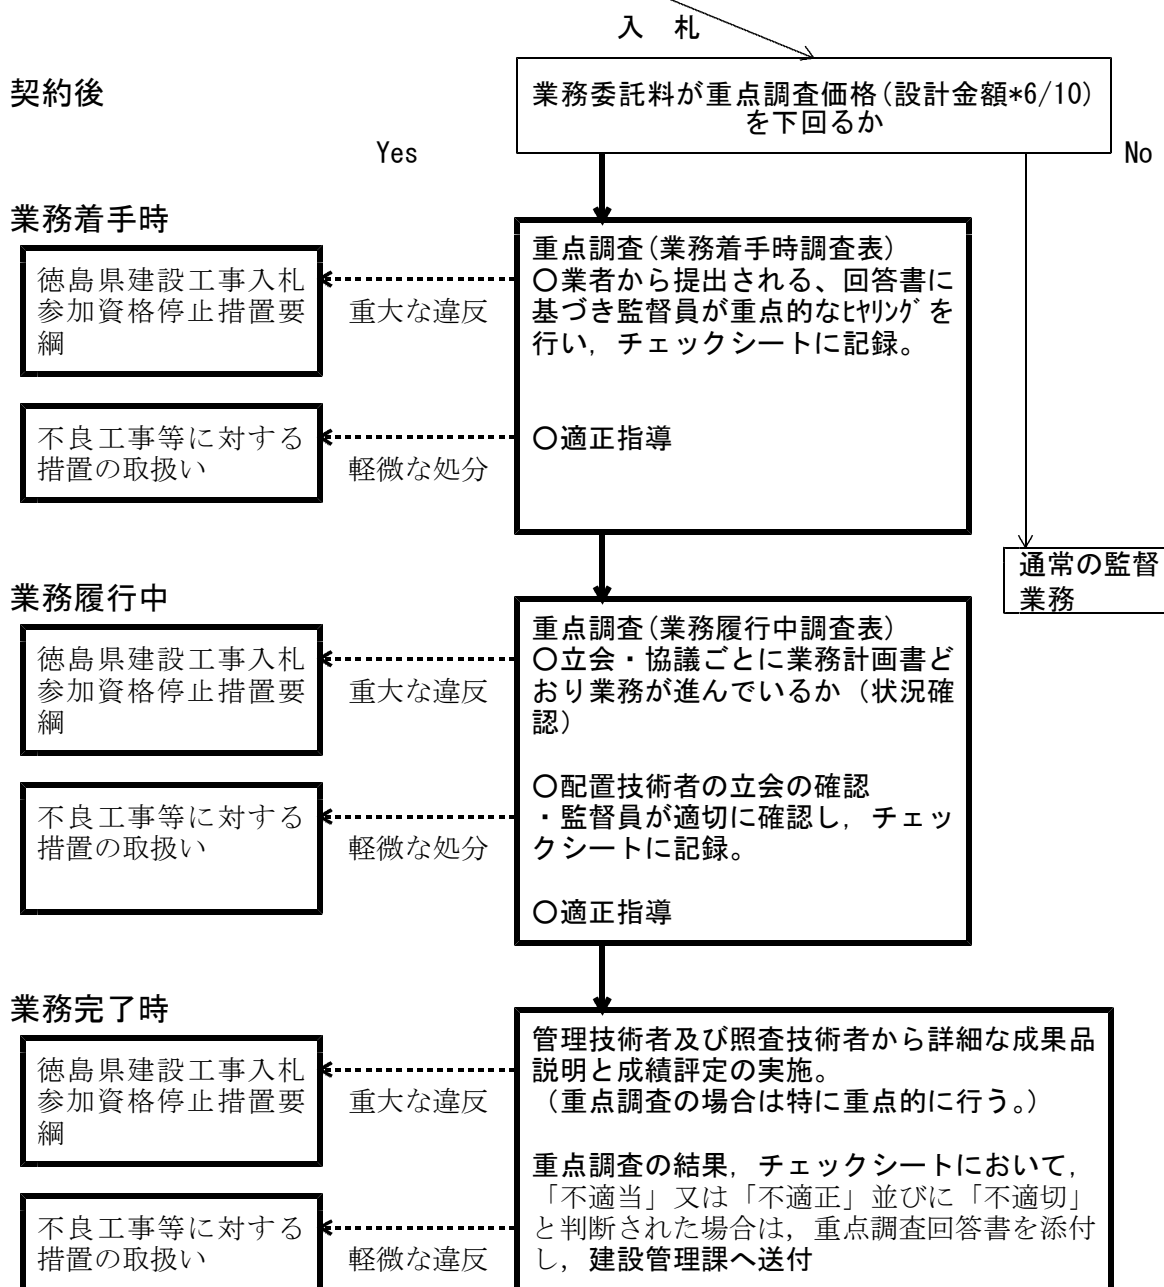 入　札
契約後
業務委託料が重点調査価格(設計金額*6/10)
を下回るか
Yes
No
業務着手時
徳島県建設工事入札
参加資格停止措置要
綱
重大な違反
重点調査(業務着手時調査表)
〇業者から提出される、回答書に
基づき監督員が重点的なﾋﾔﾘﾝｸﾞを
行い，チェックシートに記録。
不良工事等に対する
措置の取扱い
軽微な処分
〇適正指導
通常の監督
業務
業務履行中
徳島県建設工事入札
参加資格停止措置要
綱
重大な違反
重点調査(業務履行中調査表)
〇立会・協議ごとに業務計画書ど
おり業務が進んでいるか（状況確
認）
不良工事等に対する
措置の取扱い
軽微な処分
〇配置技術者の立会の確認
・監督員が適切に確認し，チェッ
クシートに記録。
〇適正指導
業務完了時
徳島県建設工事入札
参加資格停止措置要
綱
重大な違反
管理技術者及び照査技術者から詳細な成果品
説明と成績評定の実施。
（重点調査の場合は特に重点的に行う。）
不良工事等に対する
措置の取扱い
軽微な違反
重点調査の結果，チェックシートにおいて，
「不適当」又は「不適正」並びに「不適切」
と判断された場合は，重点調査回答書を添付
し，建設管理課へ送付